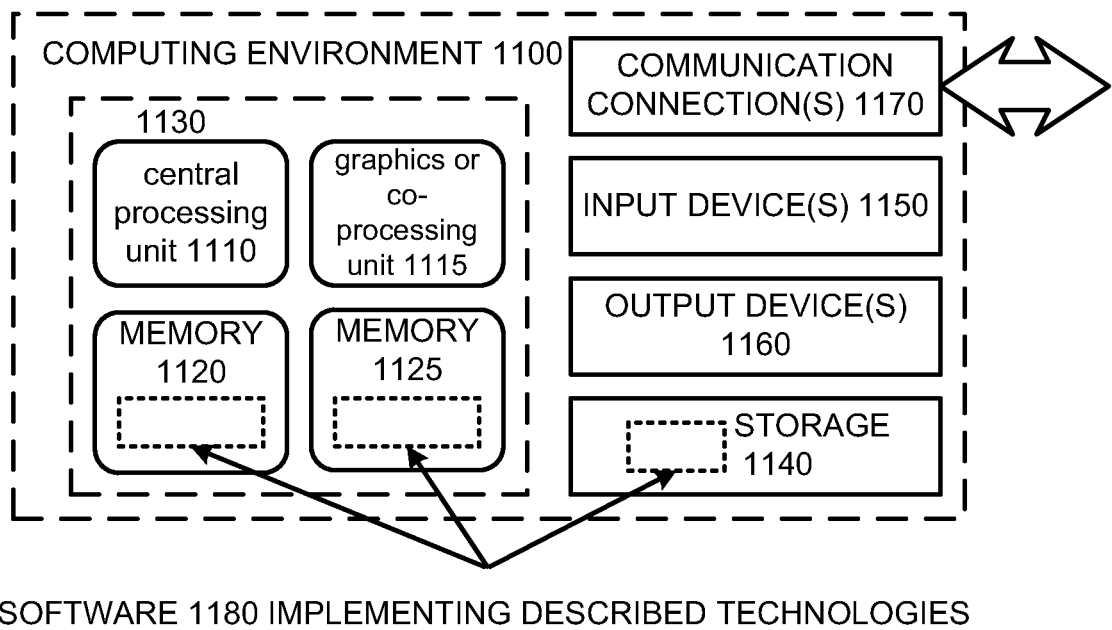 COMPUTING ENVIRONMENT 1100
1130
central
processing
unit 1110
graphics or
co-
processing
unit 1115
MEMORY
1120
MEMORY
1125
COMMUNICATION
CONNECTION(S) 1170
INPUT DEVICE(S) 1150
OUTPUT DEVICE(S)
1160
STORAGE
1140
SOFTWARE 1180 IMPLEMENTING DESCRIBED TECHNOLOGIES